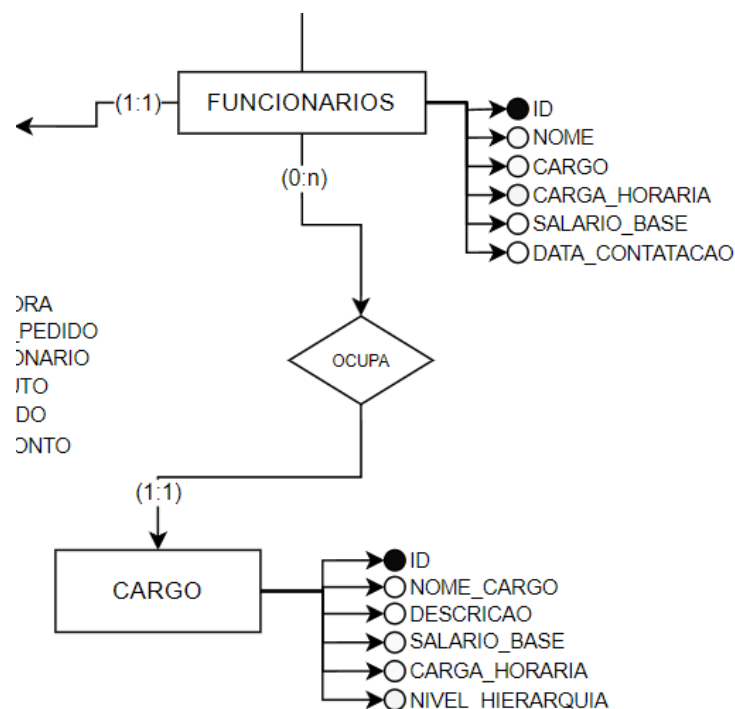 (1:1)
FUNCIONARIOS
ID
NOME
CARGO
CARGA_HORARIA
SALARIO_BASE
DATA_CONTATACAO
(0:n)
ORA
_PEDIDO
ONARIO
UTO
DO
ONTO
OCUPA
(1:1)
CARGO
ID
NOME_CARGO
DESCRICAO
SALARIO_BASE
CARGA_HORARIA
NIVEL_HIERARQUIA